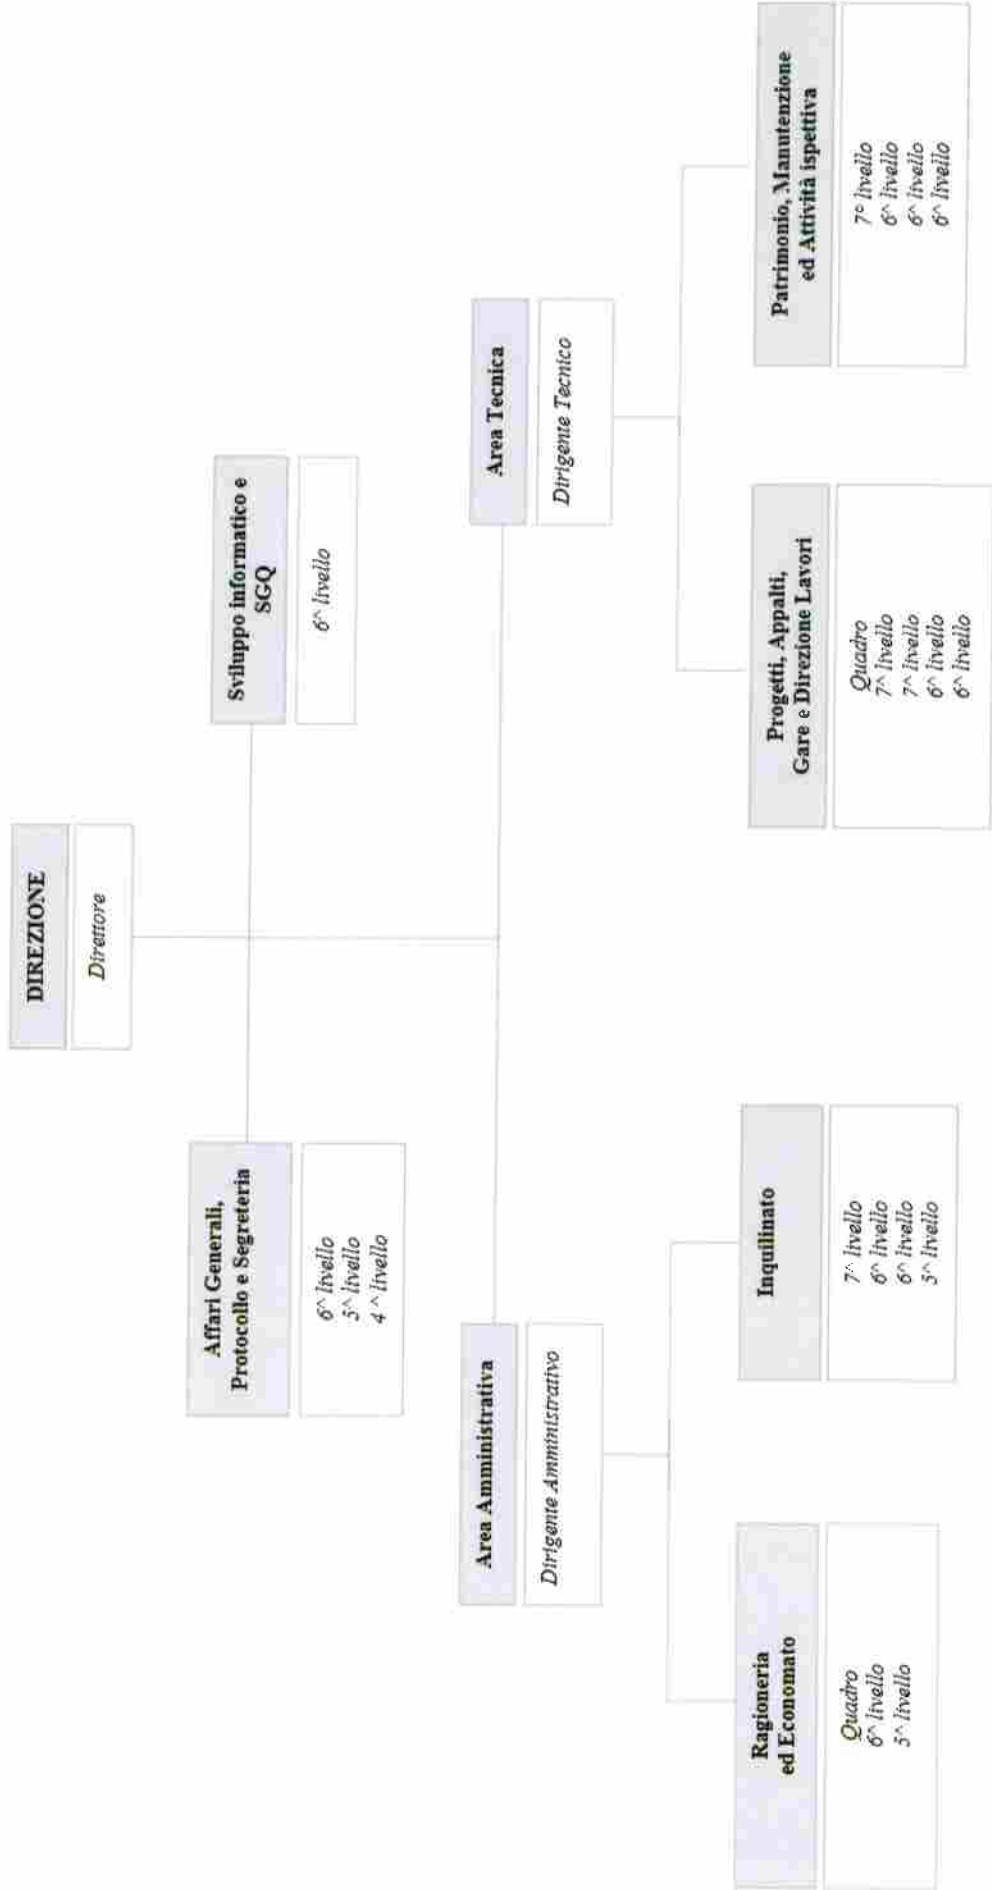 DIREZIONE
Direttore
Affari Generali,
Protocollo e Segreteria
6^ livello
5^ livello
4 ^ livello
Sviluppo informatico e
SGQ
6^ livello
Area Amministrativa
Dirigente Amministrativo
Area Tecnica
Dirigente Tecnico
Ragioneria
ed Economato
Quadro
6^ livello
5^ livello
Inquilinato
7^ livello
6^ livello
6^ livello
5^ livello
Progetti, Appalti,
Gare e Direzione Lavori
Quadro
7^ livello
7^ livello
6^ livello
6^ livello
Patrimonio, Manutenzione
ed Attività ispettiva
7° livello
6^ livello
6^ livello
6^ livello